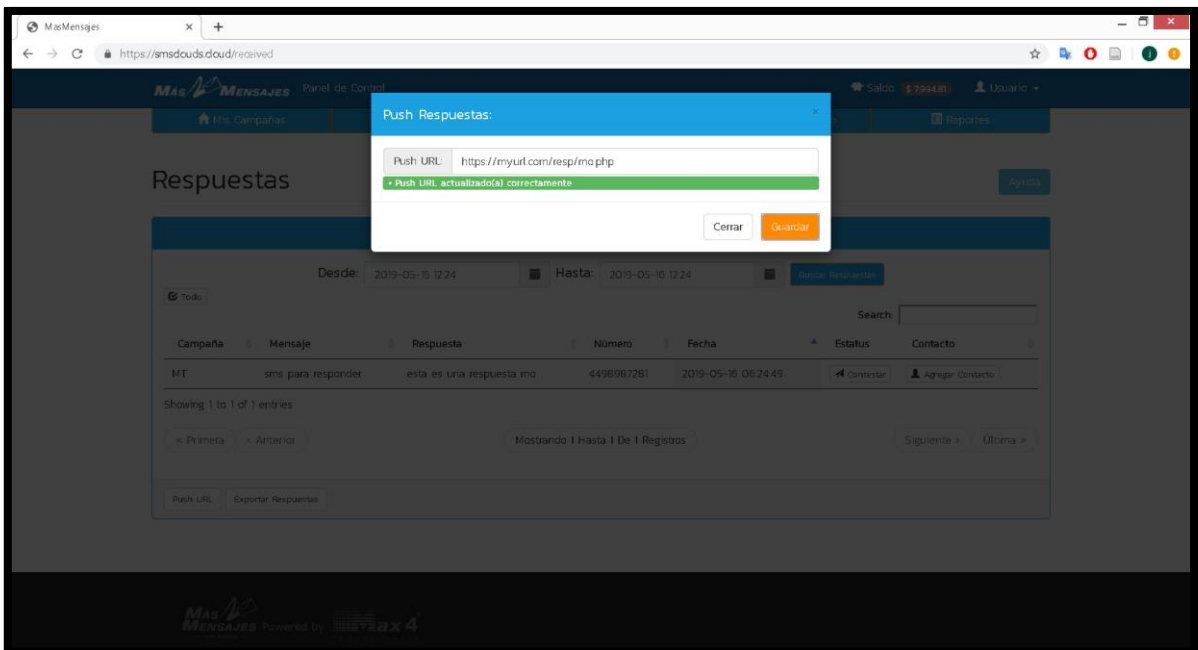 MasMensajes
https://smsclouds.cloud/received
MÁS MENSAJES Panel de Control Saldo $ 7994.81 Usuario
Mis Campañas Reportes
Push Respuestas:
Push URL: https://myurl.com/resp/mo.php
• Push URL actualizado(a) correctamente
Cerrar Guardar
Respuestas Ayuda
Desde: 2019-05-15 12:24 Hasta: 2019-05-16 12:24 Buscar Respuestas
Todo
Search:
Campaña Mensaje Respuesta Número Fecha Estatus Contacto
MT sms para responder esta es una respuesta mo 4496967281 2019-05-16 06:24:49 Contestar Agregar Contacto
Showing 1 to 1 of 1 entries
« Primera < Anterior Mostrando 1 Hasta 1 De 1 Registros Siguiente > Última »
Push URL Exportar Respuestas
MÁS MENSAJES Powered by